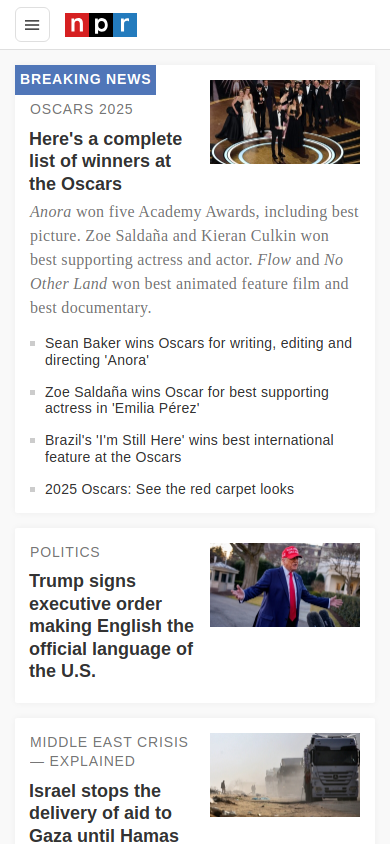 npr
BREAKING NEWS
OSCARS 2025
Here's a complete
list of winners at
the Oscars
Anora won five Academy Awards, including best
picture. Zoe Saldaña and Kieran Culkin won
best supporting actress and actor. Flow and No
Other Land won best animated feature film and
best documentary.
Sean Baker wins Oscars for writing, editing and
directing 'Anora'
Zoe Saldaña wins Oscar for best supporting
actress in 'Emilia Pérez'
Brazil's 'I'm Still Here' wins best international
feature at the Oscars
2025 Oscars: See the red carpet looks
POLITICS
Trump signs
executive order
making English the
official language of
the U.S.
MIDDLE EAST CRISIS
— EXPLAINED
Israel stops the
delivery of aid to
Gaza until Hamas